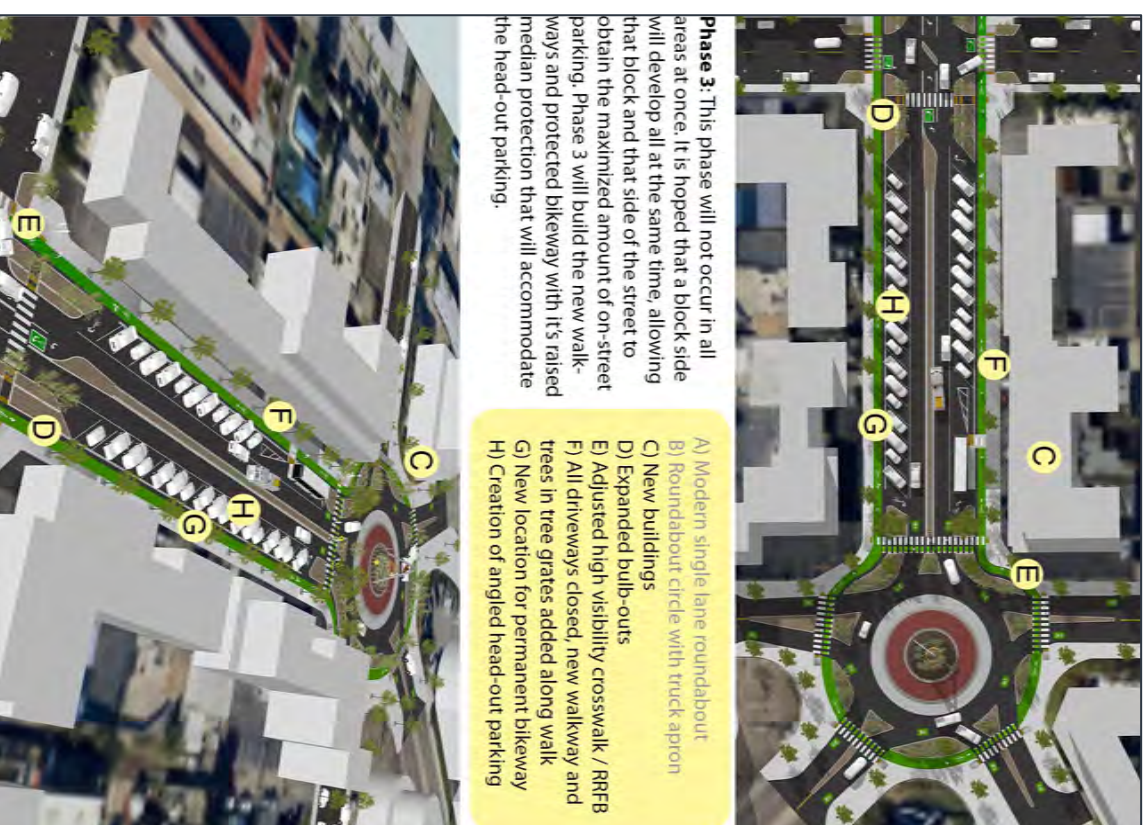 Phase 3: This phase will not occur in all
areas at once. It is hoped that a block side
will develop all at the same time, allowing
that block and that side of the street to
obtain the maximized amount of on-street
parking. Phase 3 will build the new walk-
ways and protected bikeway with it's raised
median protection that will accommodate
the head-out parking.
A) Modern single lane roundabout
B) Roundabout circle with truck apron
C) New buildings
D) Expanded bulb-outs
E) Adjusted high visibility crosswalk / RRFB
F) All driveways closed, new walkway and
trees in tree grates added along walk
G) New location for permanent bikeway
H) Creation of angled head-out parking
D
H
G
F
C
E
E
D
F
G
H
C